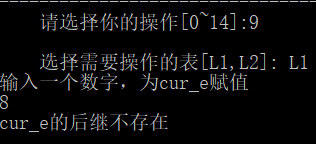 请选择你的操作[0~14]:9
选择需要操作的表[L1,L2]: L1
输入一个数字，为cur_e赋值
8
cur_e的后继不存在